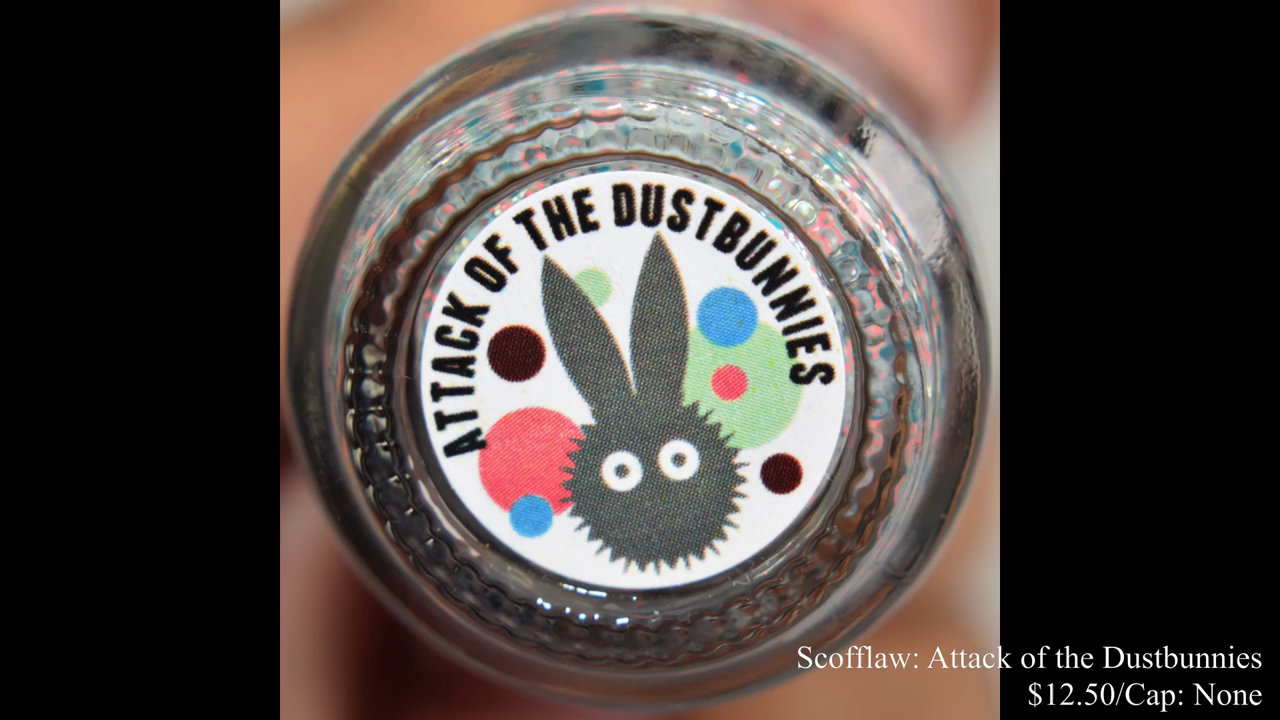 ATTACK OF THE DUSTBUNNIES
Scofflaw: Attack of the Dustbunnies
$12.50/Cap: None